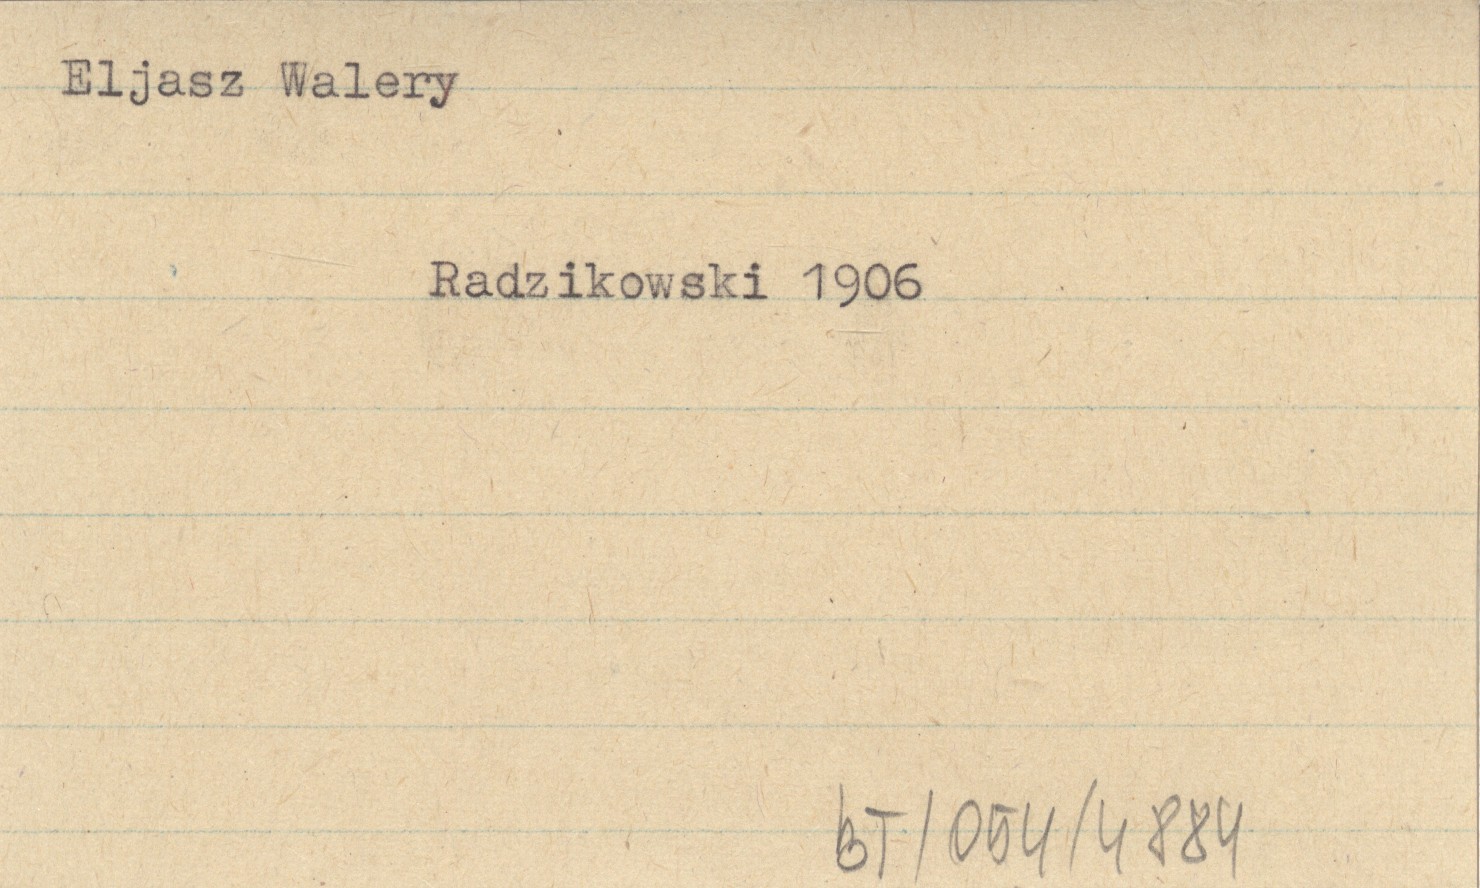 Eljasz Walery
Radzikowski 1906
BT/054/4884